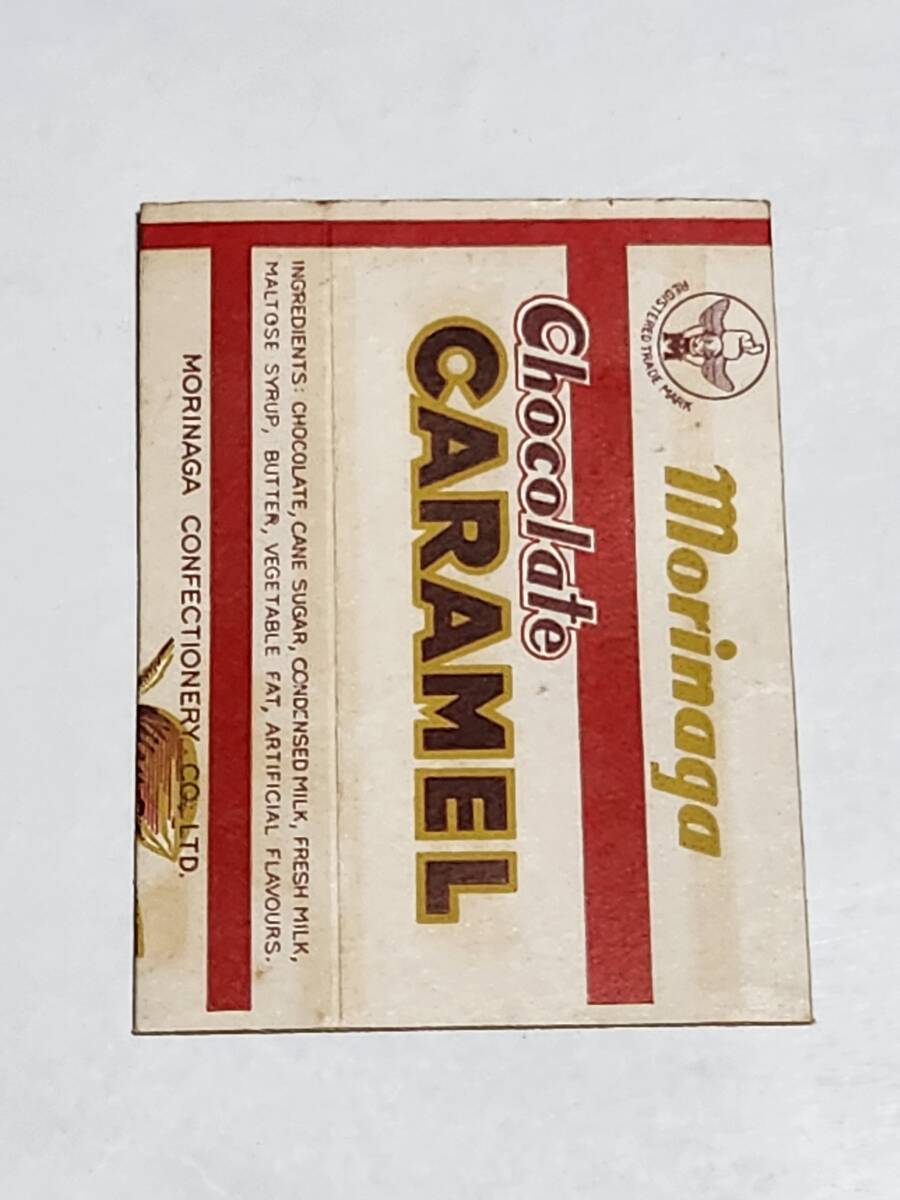 REGISTERED TRADE MARK
M
Morinaga
Chocolate
CARAMEL
INGREDIENTS: CHOCOLATE, CANE SUGAR, CONDENSED MILK, FRESH MILK,
MALTOSE SYRUP, BUTTER, VEGETABLE FAT, ARTIFICIAL FLAVOURS.
MORINAGA CONFECTIONERY CO., LTD.